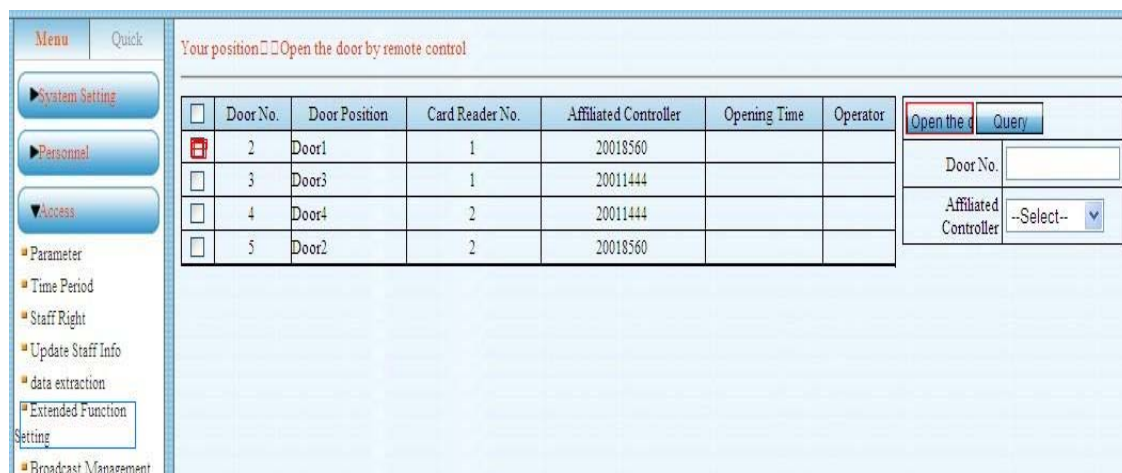 Menu Quick
Your position□□Open the door by remote control
▶System Setting
▶Personnel
▼Access
Parameter
Time Period
Staff Right
Update Staff Info
data extraction
Extended Function
Setting
Broadcast Management
Door No. Door Position Card Reader No. Affiliated Controller Opening Time Operator
2 Door1 1 20018560
3 Door3 1 20011444
4 Door4 2 20011444
5 Door2 2 20018560
Open the d Query
Door No.
Affiliated
Controller
--Select--